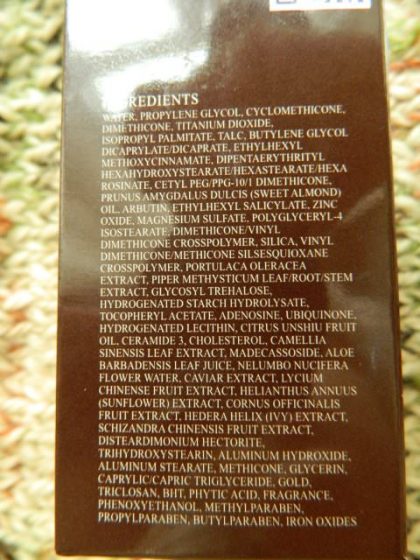 INGREDIENTS
WATER, PROPYLENE GLYCOL, CYCLOMETHICONE,
DIMETHICONE, TITANIUM DIOXIDE,
ISOPROPYL PALMITATE, TALC, BUTYLENE GLYCOL
DICAPRYLATE/DICAPRATE, ETHYLHEXYL
METHOXYCINNAMATE, DIPENTAERYTHRITYL
HEXAHYDROXYSTEARATE/HEXASTEARATE/HEXA
ROSINATE, CETYL PEG/PPG-10/1 DIMETHICONE,
PRUNUS AMYGDALUS DULCIS (SWEET ALMOND)
OIL, ARBUTIN, ETHYLHEXYL SALICYLATE, ZINC
OXIDE, MAGNESIUM SULFATE, POLYGLYCERYL-4
ISOSTEARATE, DIMETHICONE/VINYL
DIMETHICONE CROSSPOLYMER, SILICA, VINYL
DIMETHICONE/METHICONE SILSESQUIOXANE
CROSSPOLYMER, PORTULACA OLERACEA
EXTRACT, PIPER METHYSTICUM LEAF/ROOT/STEM
EXTRACT, GLYCOSYL TREHALOSE,
HYDROGENATED STARCH HYDROLYSATE,
TOCOPHERYL ACETATE, ADENOSINE, UBIQUINONE,
HYDROGENATED LECITHIN, CITRUS UNSHIU FRUIT
OIL, CERAMIDE 3, CHOLESTEROL, CAMELLIA
SINENSIS LEAF EXTRACT, MADECASSOSIDE, ALOE
BARBADENSIS LEAF JUICE, NELUMBO NUCIFERA
FLOWER WATER, CAVIAR EXTRACT, LYCIUM
CHINENSE FRUIT EXTRACT, HELIANTHUS ANNUUS
(SUNFLOWER) EXTRACT, CORNUS OFFICINALIS
FRUIT EXTRACT, HEDERA HELIX (IVY) EXTRACT,
SCHIZANDRA CHINENSIS FRUIT EXTRACT,
DISTEARDIMONIUM HECTORITE,
TRIHYDROXYSTEARIN, ALUMINUM HYDROXIDE,
ALUMINUM STEARATE, METHICONE, GLYCERIN,
CAPRYLIC/CAPRIC TRIGLYCERIDE, GOLD,
TRICLOSAN, BHT, PHYTIC ACID, FRAGRANCE,
PHENOXYETHANOL, METHYLPARABEN,
PROPYLPARABEN, BUTYLPARABEN, IRON OXIDES